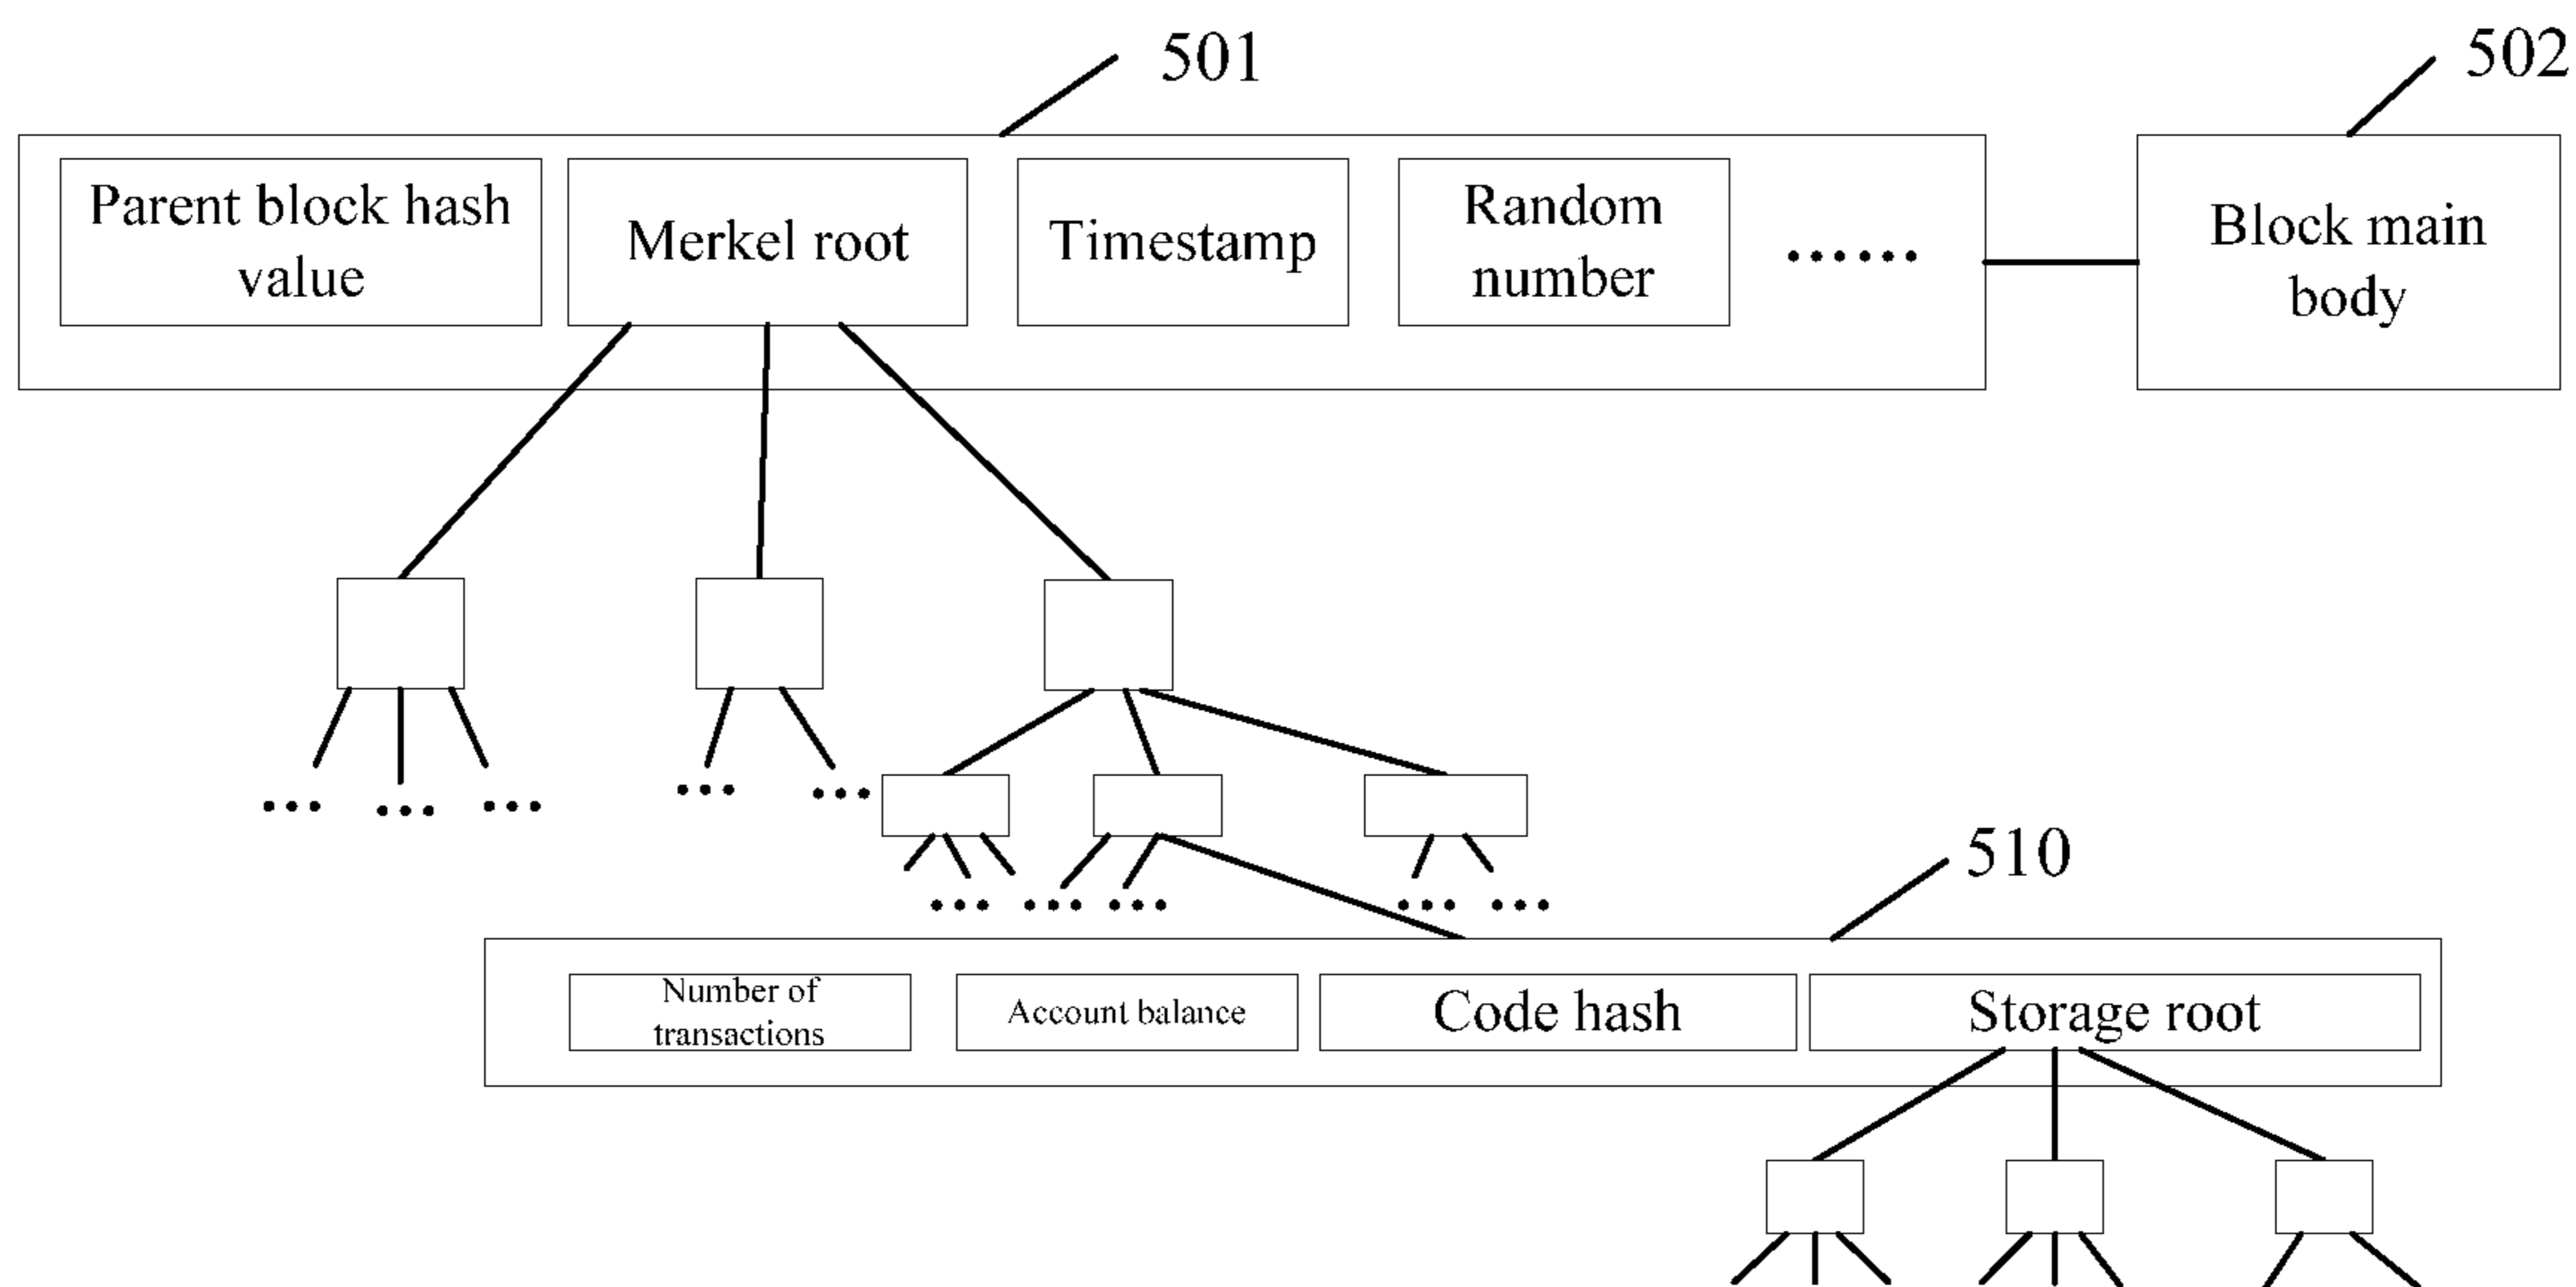 501
502
Parent block hash
value
Merkel root
Timestamp
Random
number
......
Block main
body
...
...
...
...
...
...
...
...
...
...
510
Number of
transactions
Account balance
Code hash
Storage root